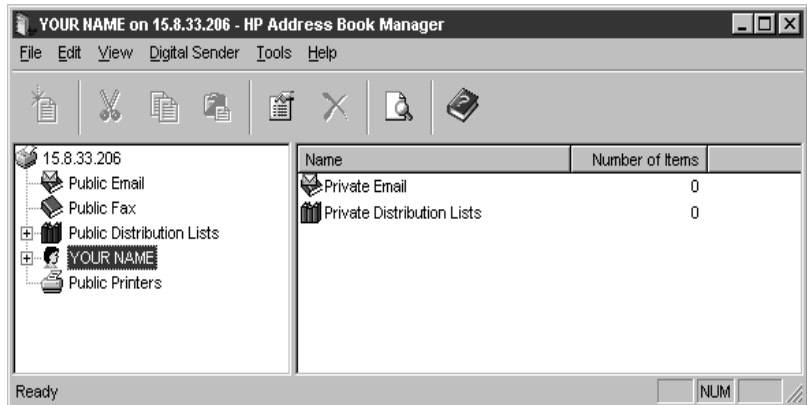 YOUR NAME on 15.8.33.206 - HP Address Book Manager
File Edit View Digital Sender Tools Help
15.8.33.206
Public Email
Public Fax
Public Distribution Lists
YOUR NAME
Public Printers
Name Number of Items
Private Email 0
Private Distribution Lists 0
Ready NUM